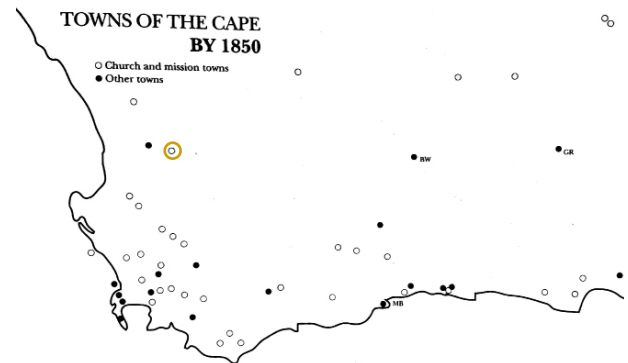 TOWNS OF THE CAPE
BY 1850
Church and mission towns
Other towns
BW
GR
MB